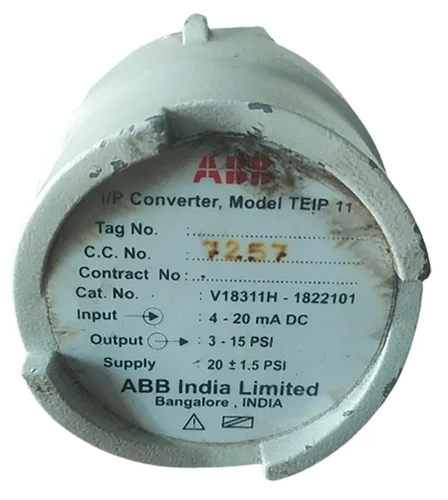 ABB
I/P Converter, Model TEIP 11
Tag No. :
C.C. No. : 7257
Contract No : -
Cat. No. : V18311H - 1822101
Input : 4 - 20 mA DC
Output : 3 - 15 PSI
Supply 20 ± 1.5 PSI
ABB India Limited
Bangalore , INDIA